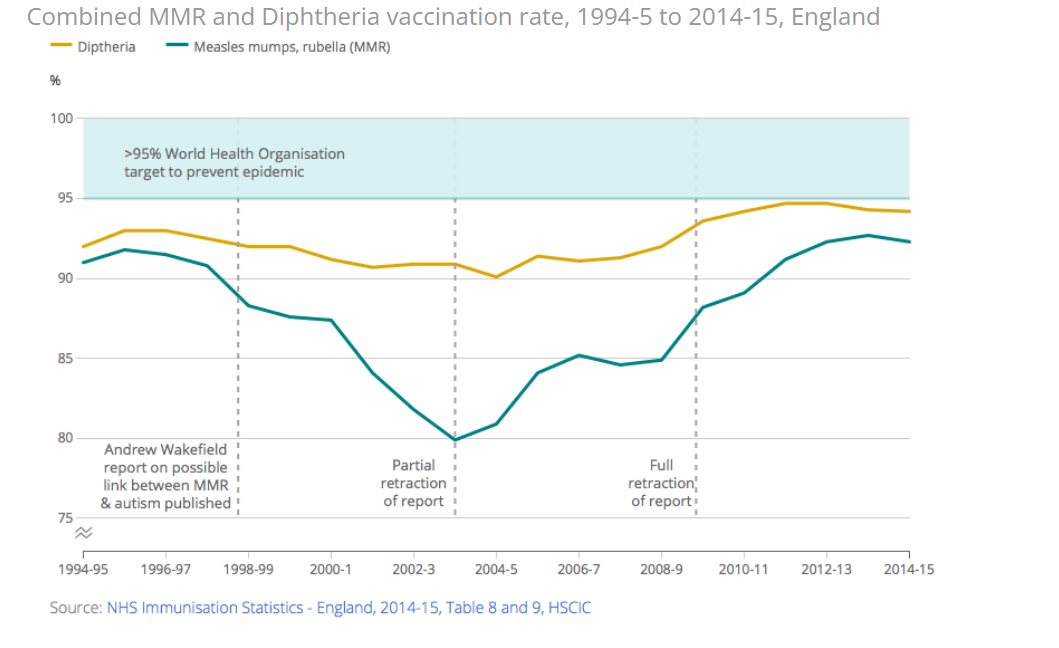 Combined MMR and Diphtheria vaccination rate, 1994-5 to 2014-15, England
Diptheria
Measles mumps, rubella (MMR)
%
100
>95% World Health Organisation
target to prevent epidemic
95
90
85
80
Andrew Wakefield
report on possible
link between MMR
& autism published
Partial
retraction
of report
Full
retraction
of report
75
1994-95 1996-97 1998-99 2000-1 2002-3 2004-5 2006-7 2008-9 2010-11 2012-13 2014-15
Source: NHS Immunisation Statistics - England, 2014-15, Table 8 and 9, HSCIC